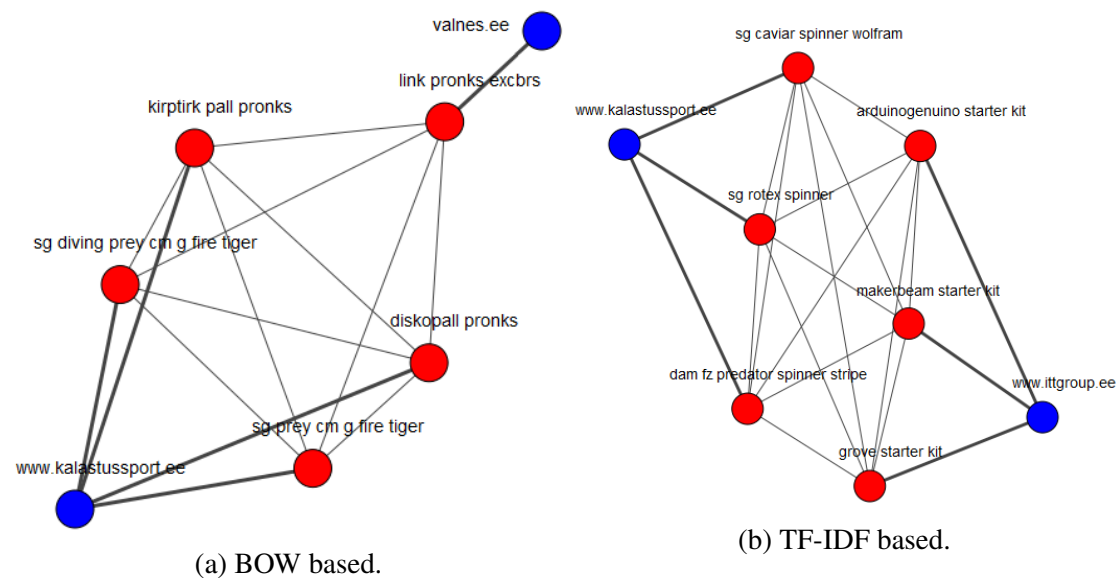 valnes.ee
link pronks excbrs
kirptirk pall pronks
sg diving prey cm g fire tiger
diskopall pronks
sg prey cm g fire tiger
www.kalastussport.ee
(a) BOW based.
sg caviar spinner wolfram
www.kalastussport.ee
arduinogenuino starter kit
sg rotex spinner
makerbeam starter kit
dam fz predator spinner stripe
www.ittgroup.ee
grove starter kit
(b) TF-IDF based.